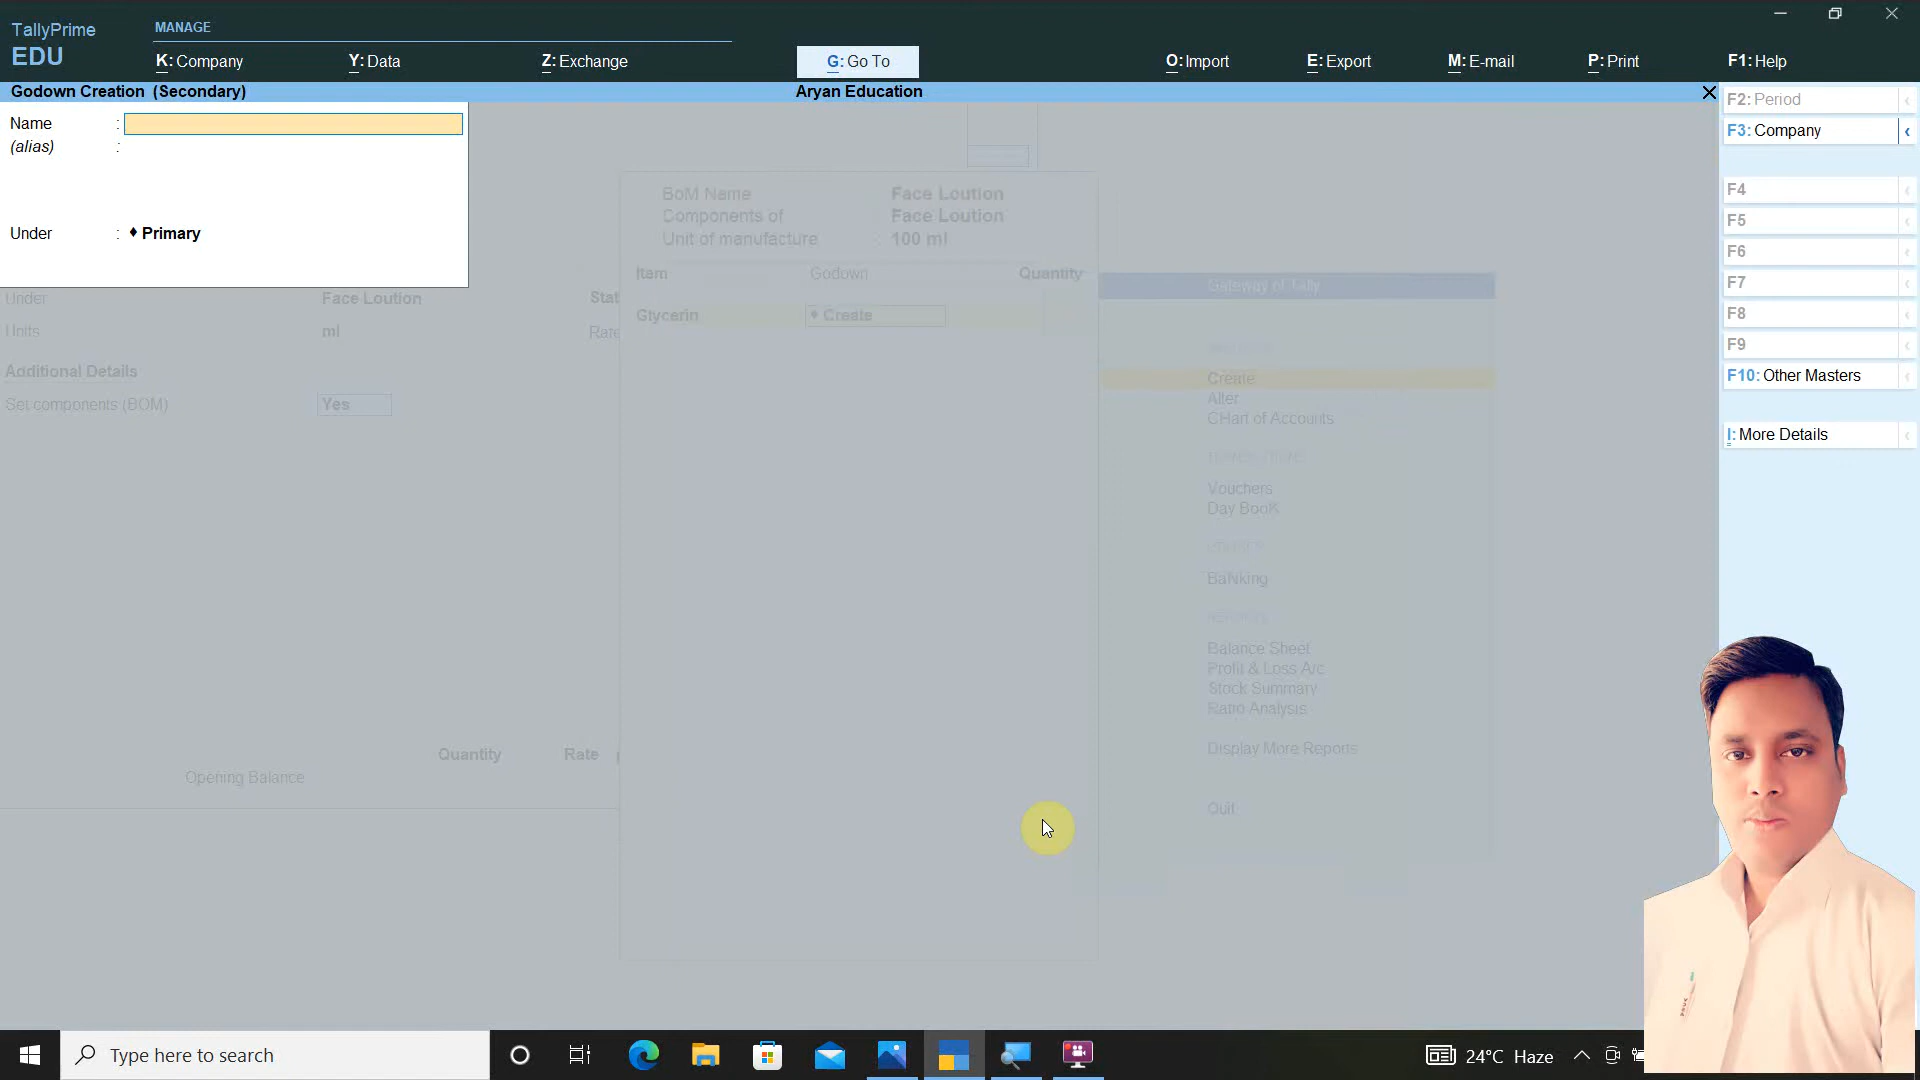 TallyPrime
EDU
MANAGE
K: Company
Y: Data
Z: Exchange
G: Go To
O: Import
E: Export
M: E-mail
P: Print
F1: Help
Godown Creation (Secondary)
Aryan Education
F2: Period
F3: Company
F4
F5
F6
F7
F8
F9
F10: Other Masters
I: More Details
Name :
(alias) :
Under : ♦ Primary
BoM Name Face Loution
Components of Face Loution
Unit of manufacture : 100 ml
Item Godown Quantity
Glycerin ♦ Create
Under Face Loution
Units ml
Rate
Additional Details
Set components (BOM) Yes
Quantity Rate
Opening Balance
Gateway of Tally
Create
Alter
CHart of Accounts
Vouchers
Day BooK
BaNking
Balance Sheet
Profit & Loss A/c
Stock Summary
Ratio Analysis
Display More Reports
Quit
Type here to search
24°C Haze